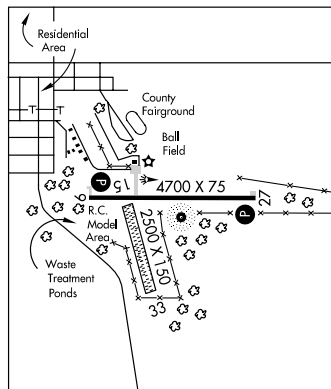 Residential
Area
County
Fairground
Ball
Field
T T
P
15
4700 X 75
9
27
R.C.
Model
Area
2500 X 150
P
Waste
Treatment
Ponds
33